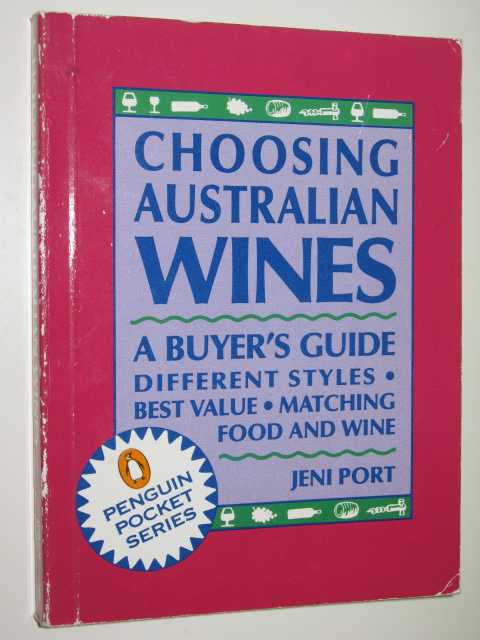 CHOOSING
AUSTRALIAN
WINES
A BUYER'S GUIDE
DIFFERENT STYLES •
BEST VALUE • MATCHING
FOOD AND WINE
JENI PORT
PENGUIN
POCKET
SERIES